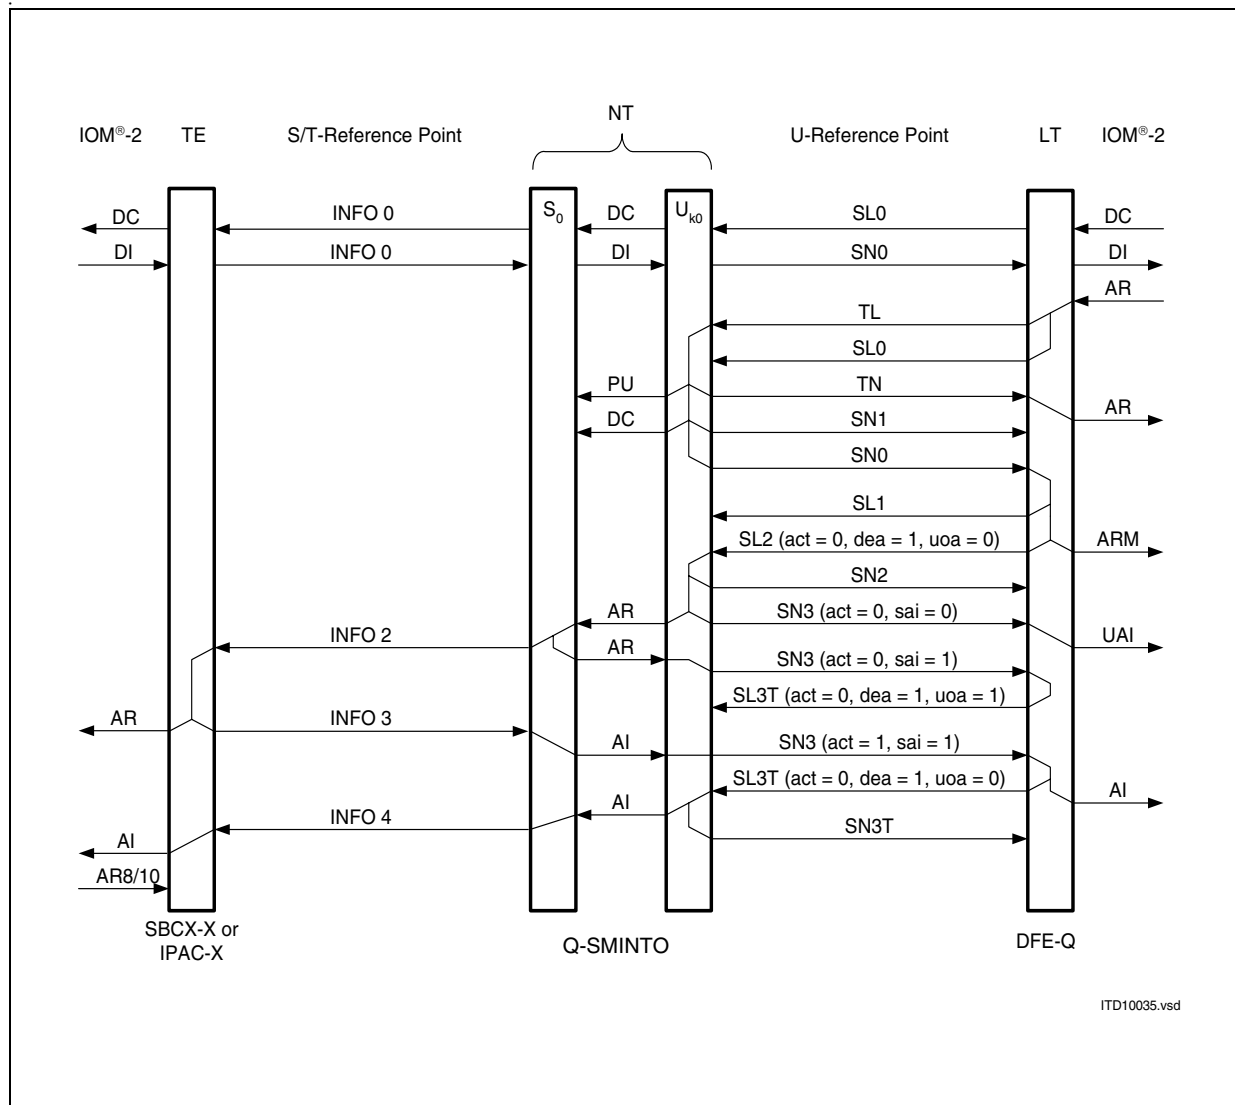 NT
IOM®-2 TE S/T-Reference Point U-Reference Point LT IOM®-2
S0 Uk0
DC INFO 0 DC SL0 DC
DI INFO 0 DI SN0 DI
AR
TL
SL0
PU TN
AR
DC SN1
SN0
SL1
SL2 (act = 0, dea = 1, uoa = 0) ARM
SN2
AR SN3 (act = 0, sai = 0)
INFO 2 UAI
AR SN3 (act = 0, sai = 1)
SL3T (act = 0, dea = 1, uoa = 1)
AR INFO 3
AI SN3 (act = 1, sai = 1)
SL3T (act = 0, dea = 1, uoa = 0)
AI AI
INFO 4
SN3T
AI
AR8/10
SBCX-X or
IPAC-X
Q-SMINTO
DFE-Q
ITD10035.vsd